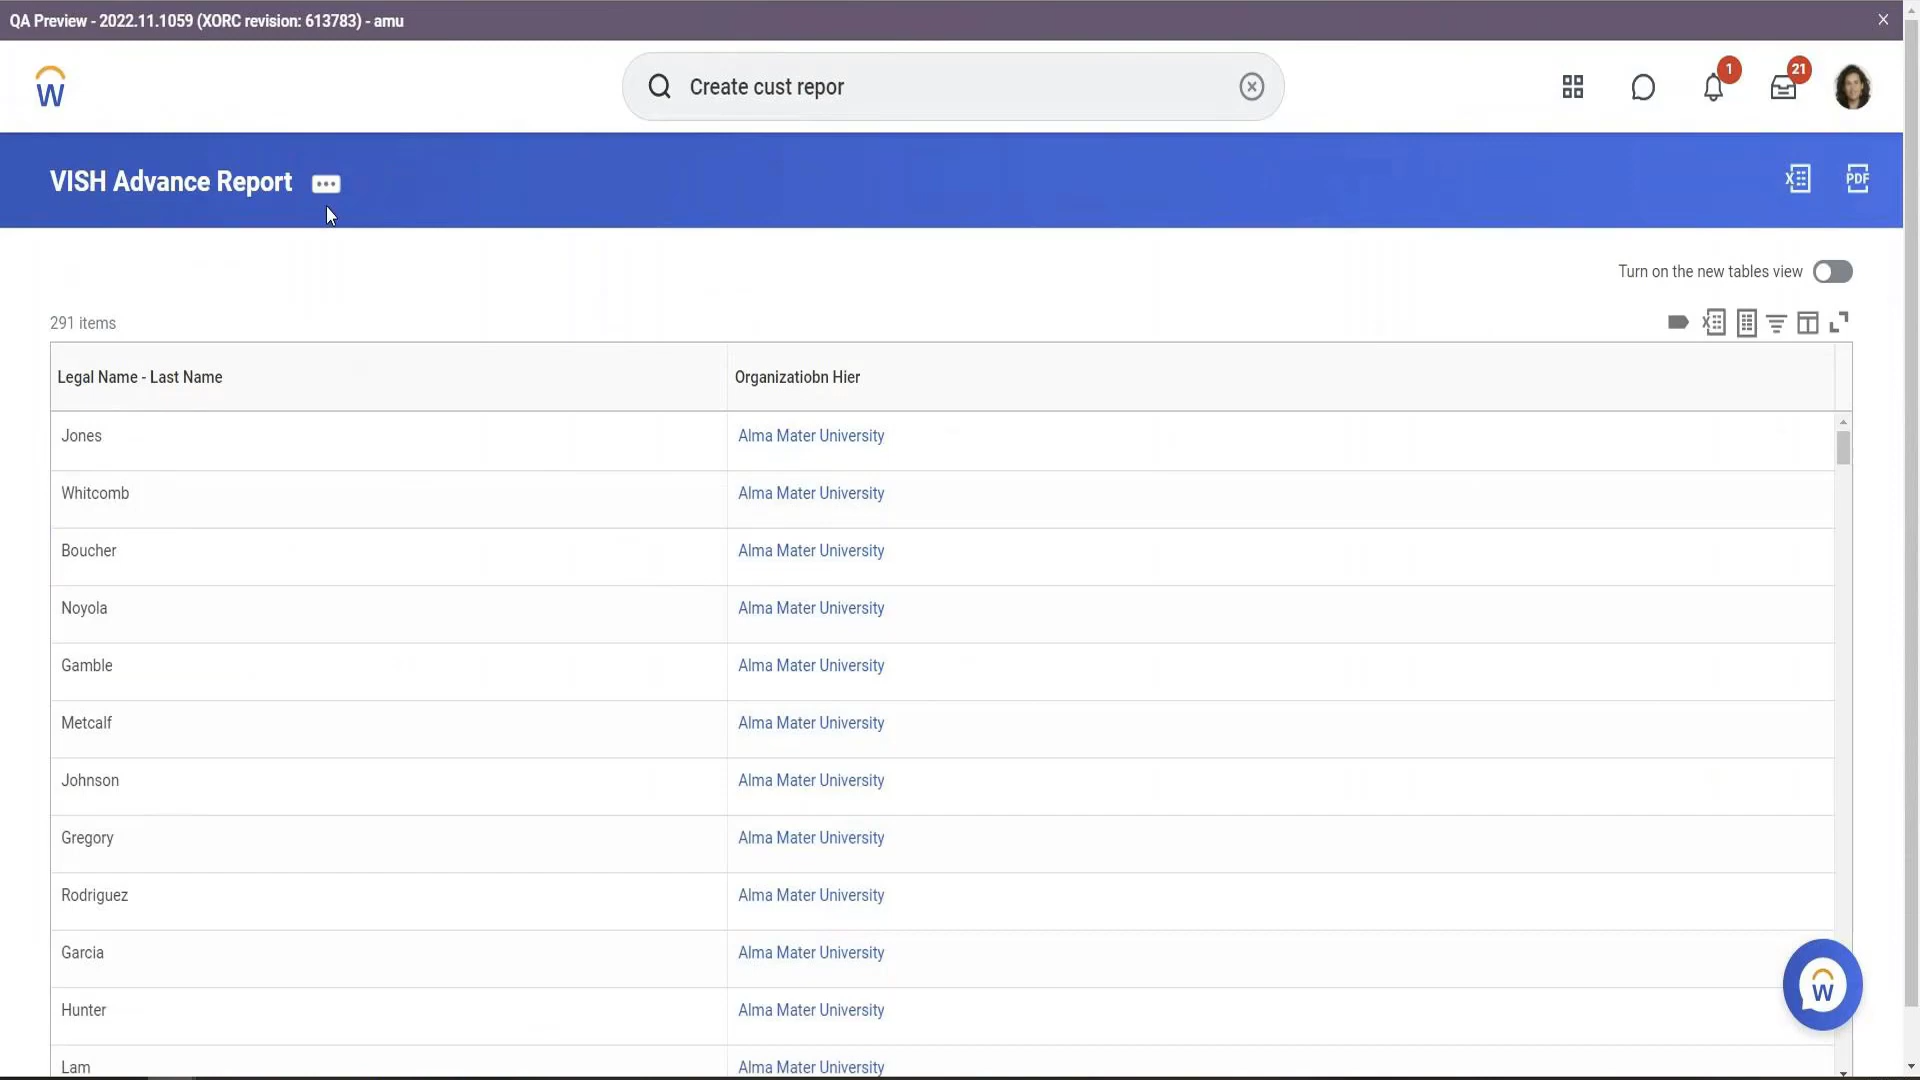 QA Preview - 2022.11.1059 (XORC revision: 613783) - amu
W
Create cust repor
1
21
VISH Advance Report
X
PDF
Turn on the new tables view
291 items
X
Legal Name - Last Name Organizatiobn Hier
Jones Alma Mater University
Whitcomb Alma Mater University
Boucher Alma Mater University
Noyola Alma Mater University
Gamble Alma Mater University
Metcalf Alma Mater University
Johnson Alma Mater University
Gregory Alma Mater University
Rodriguez Alma Mater University
Garcia Alma Mater University
Hunter Alma Mater University
Lam Alma Mater University
W